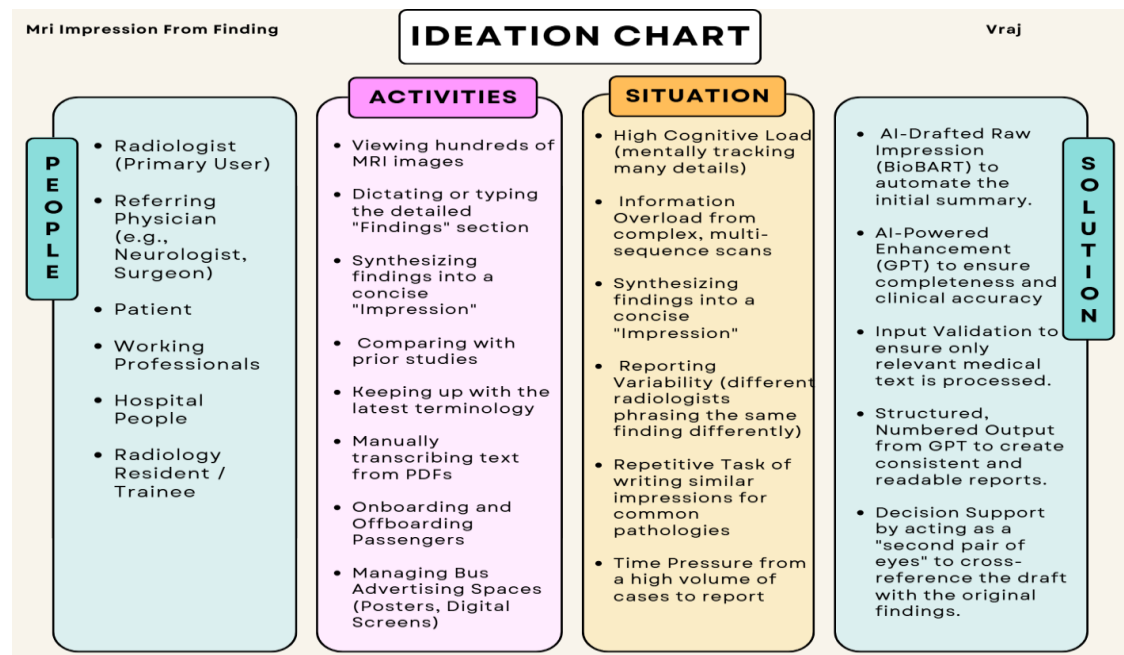 Mri Impression From Finding
IDEATION CHART
Vraj
PEOPLE
• Radiologist
(Primary User)
• Referring
Physician
(e.g.,
Neurologist,
Surgeon)
• Patient
• Working
Professionals
• Hospital
People
• Radiology
Resident /
Trainee
ACTIVITIES
• Viewing hundreds of
MRI images
• Dictating or typing
the detailed
"Findings" section
• Synthesizing
findings into a
concise
"Impression"
• Comparing with
prior studies
• Keeping up with the
latest terminology
• Manually
transcribing text
from PDFs
• Onboarding and
Offboarding
Passengers
• Managing Bus
Advertising Spaces
(Posters, Digital
Screens)
SITUATION
• High Cognitive Load
(mentally tracking
many details)
• Information
Overload from
complex, multi-
sequence scans
• Synthesizing
findings into a
concise
"Impression"
• Reporting
Variability (different
radiologists
phrasing the same
finding differently)
• Repetitive Task of
writing similar
impressions for
common
pathologies
• Time Pressure from
a high volume of
cases to report
SOLUTION
• AI-Drafted Raw
Impression
(BioBART) to
automate the
initial summary.
• AI-Powered
Enhancement
(GPT) to ensure
completeness and
clinical accuracy
• Input Validation to
ensure only
relevant medical
text is processed.
• Structured,
Numbered Output
from GPT to create
consistent and
readable reports.
• Decision Support
by acting as a
"second pair of
eyes" to cross-
reference the draft
with the original
findings.